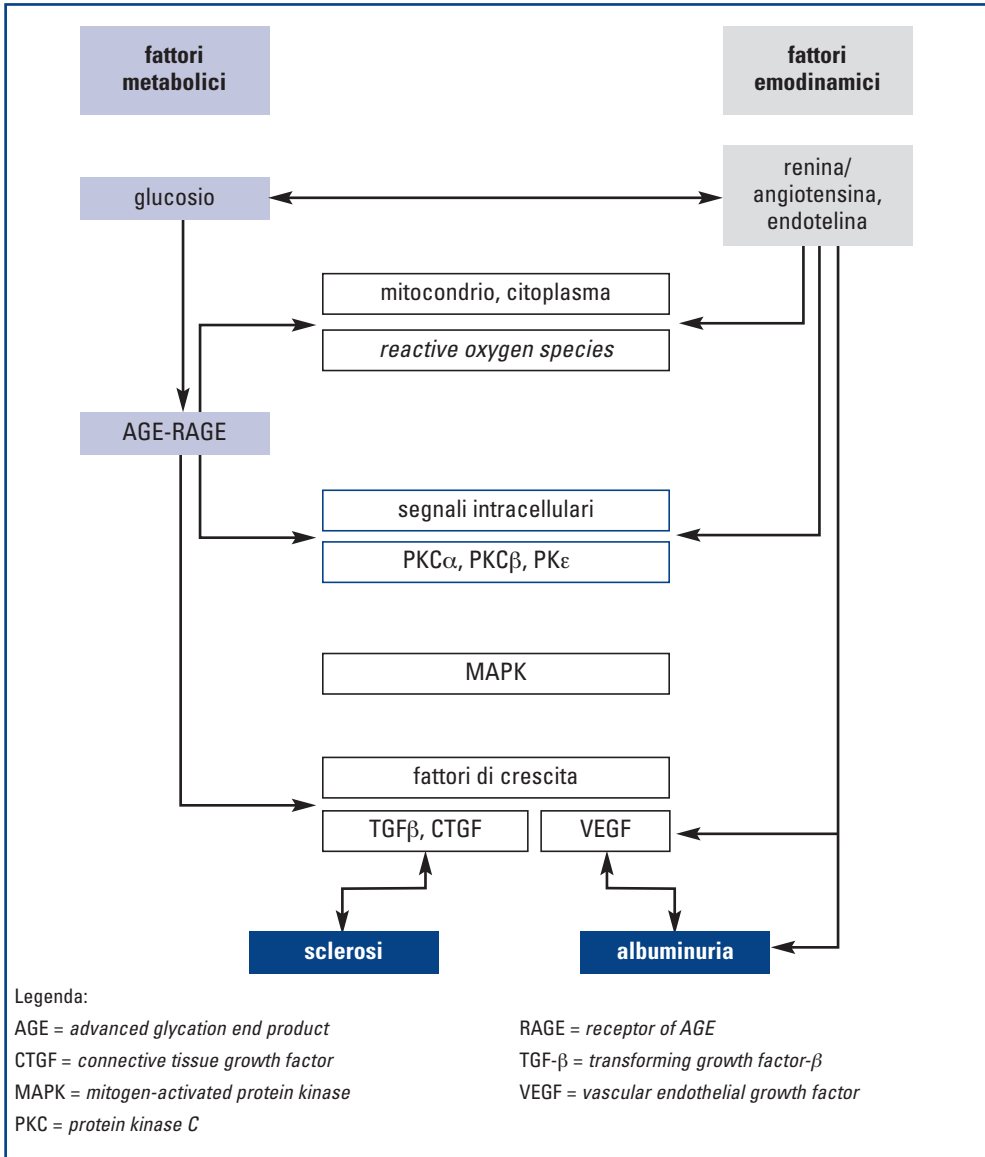 fattori
metabolici
fattori
emodinamici
glucosio
renina/
angiotensina,
endotelina
mitocondrio, citoplasma
reactive oxygen species
AGE-RAGE
segnali intracellulari
PKCα, PKCβ, PKε
MAPK
fattori di crescita
TGFβ, CTGF
VEGF
sclerosi
albuminuria
Legenda:
AGE = advanced glycation end product
CTGF = connective tissue growth factor
MAPK = mitogen-activated protein kinase
PKC = protein kinase C
RAGE = receptor of AGE
TGF-β = transforming growth factor-β
VEGF = vascular endothelial growth factor